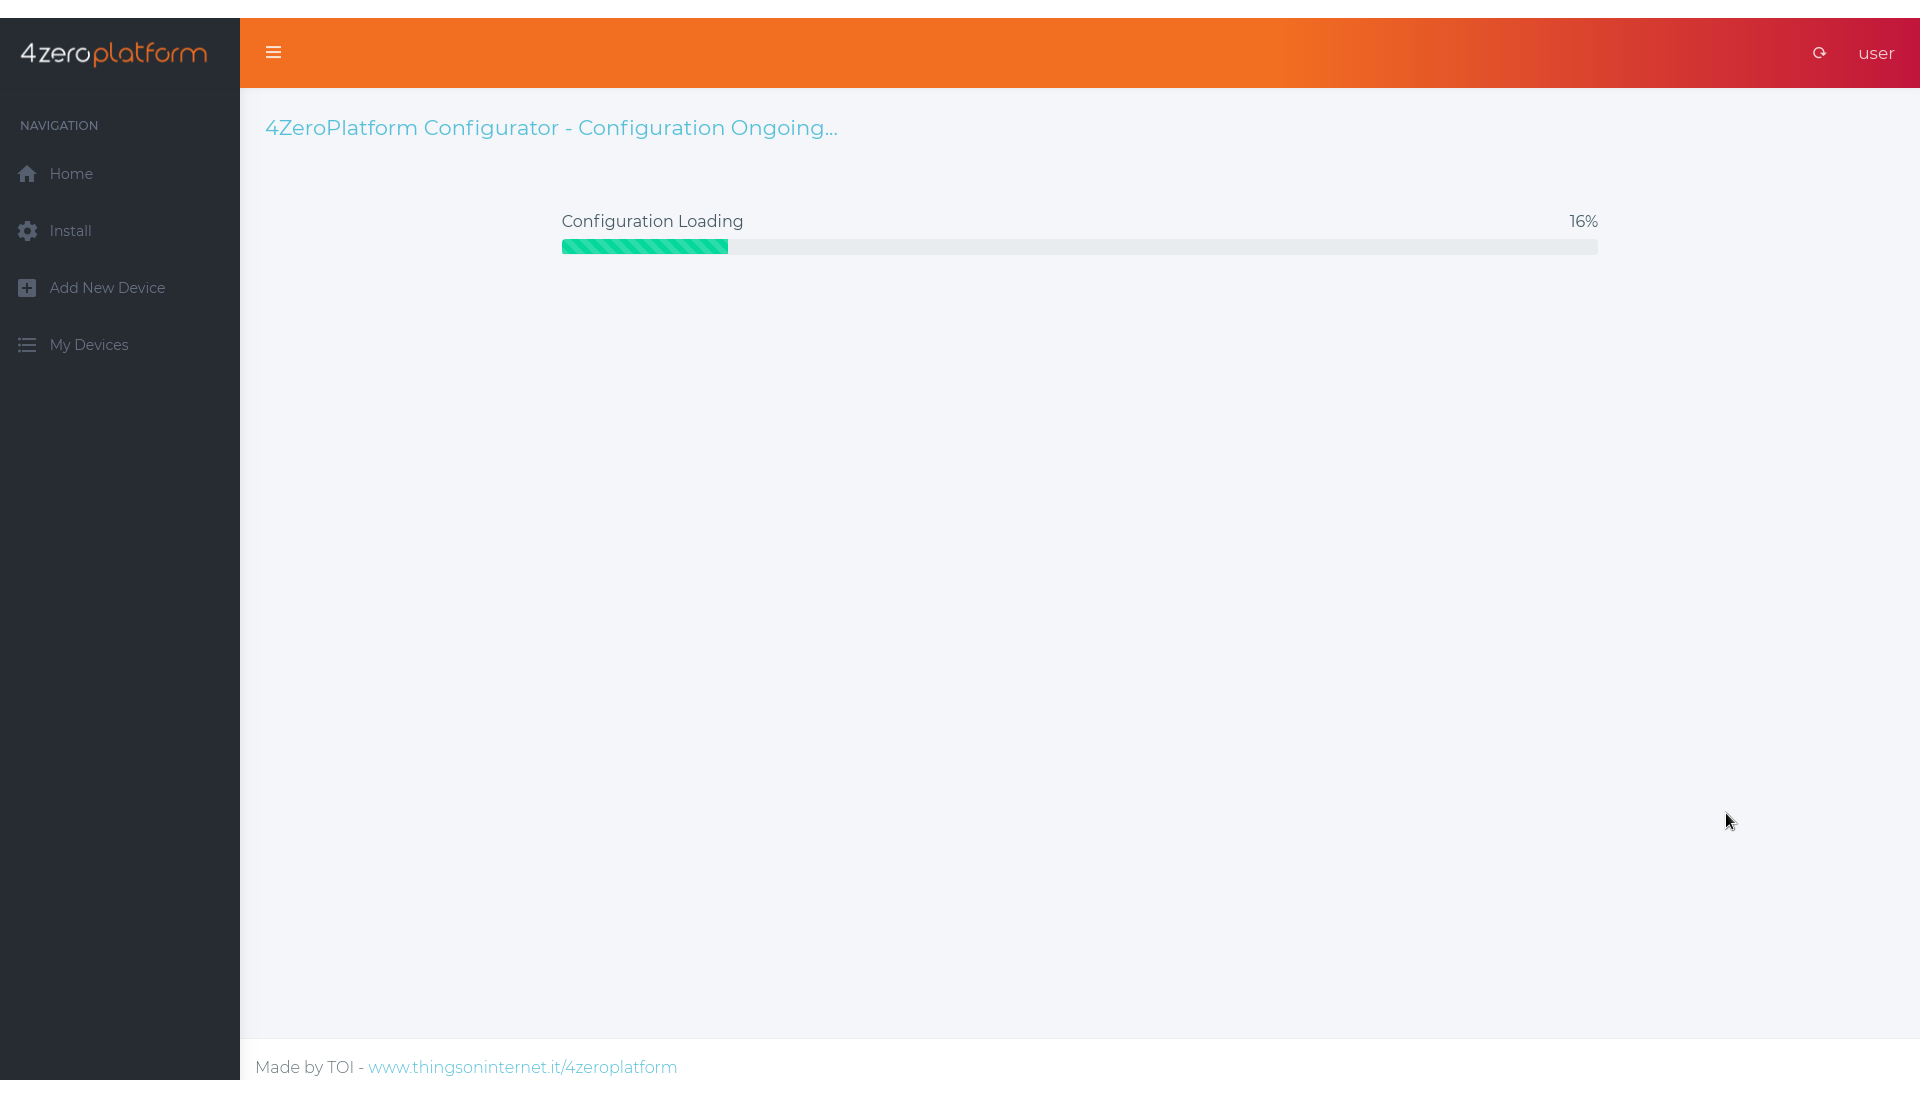 4zeroplatform
user
NAVIGATION
Home
Install
Add New Device
My Devices
4ZeroPlatform Configurator - Configuration Ongoing...
Configuration Loading 16%
Made by TOI - www.thingsoninternet.it/4zeroplatform